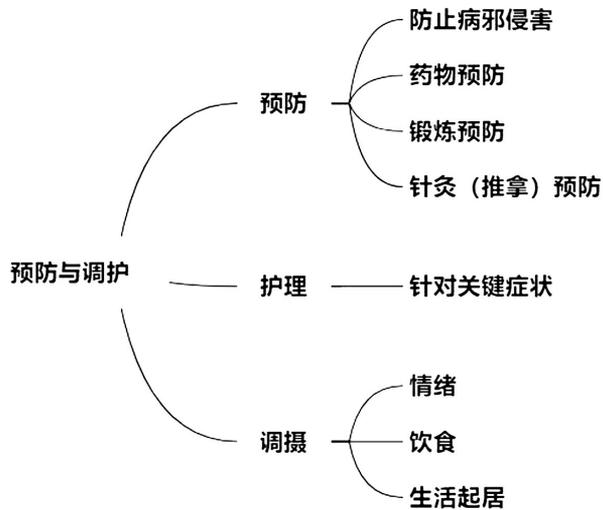 预防与调护
预防
防止病邪侵害
药物预防
锻炼预防
针灸（推拿）预防
护理
针对关键症状
调摄
情绪
饮食
生活起居